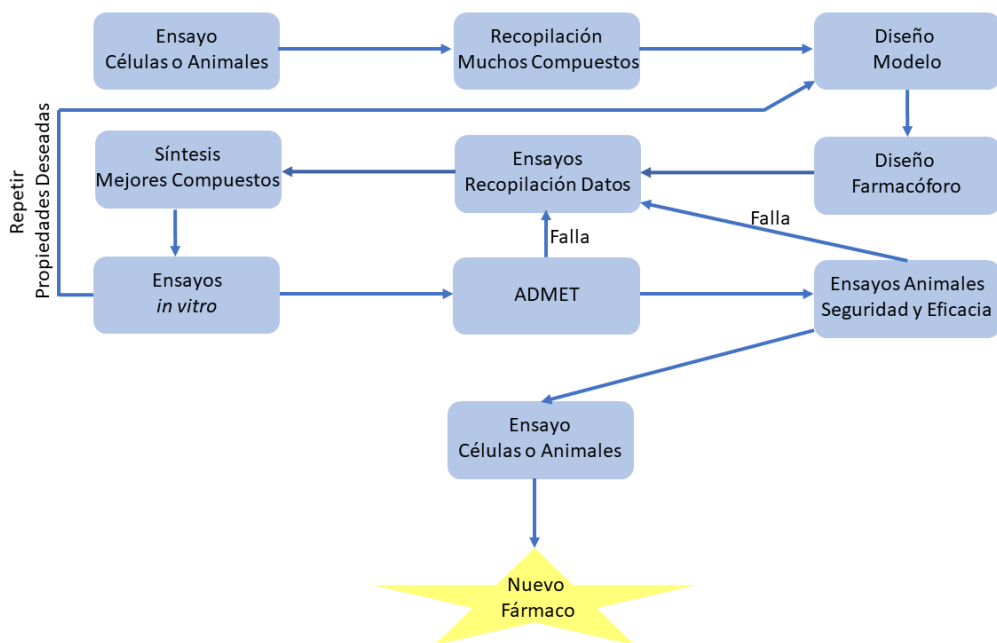 Ensayo
Células o Animales
Recopilación
Muchos Compuestos
Diseño
Modelo
Repetir
Propiedades Deseadas
Síntesis
Mejores Compuestos
Ensayos
Recopilación Datos
Diseño
Farmacóforo
Falla
Falla
Ensayos
in vitro
ADMET
Ensayos Animales
Seguridad y Eficacia
Ensayo
Células o Animales
Nuevo
Fármaco